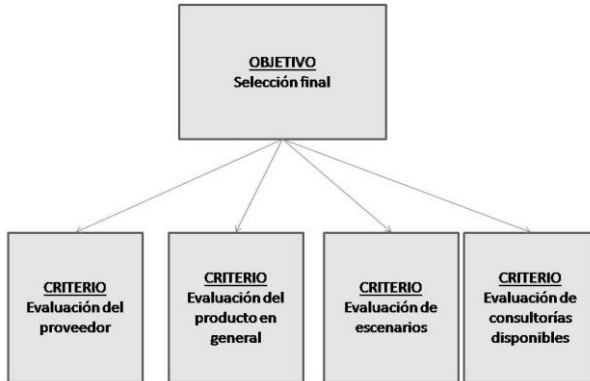 OBJETIVO
Selección final
CRITERIO
Evaluación del
proveedor
CRITERIO
Evaluación del
producto en
general
CRITERIO
Evaluación de
escenarios
CRITERIO
Evaluación de
consultorías
disponibles